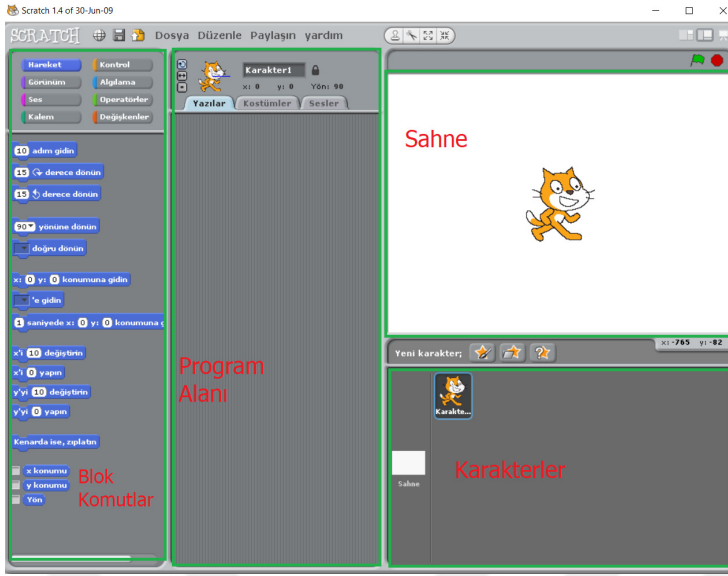 Scratch 1.4 of 30-Jun-09
SCRATCH Dosya Düzenle Paylaşın yardım
Hareket Kontrol
Görünüm Algılama
Ses Operatörler
Kalem Değişkenler
10 adım gidin
15 derece dönün
15 derece dönün
90 yönüne dönün
doğru dönün
x: 0 y: 0 konumuna gidin
'e gidin
1 saniyede x: 0 y: 0 konumuna g
x'i 10 değiştirin
x'i 0 yapın
y'yi 10 değiştirin
y'yi 0 yapın
Kenarda ise, zıplatın
x konumu
y konumu
Yön
Blok
Komutlar
Karakter1
x: 0 y: 0 Yön: 90
Yazılar Kostümler Sesler
Program
Alanı
Sahne
x: -765 y: -82
Yeni karakter;
Karakte...
Sahne
Karakterler